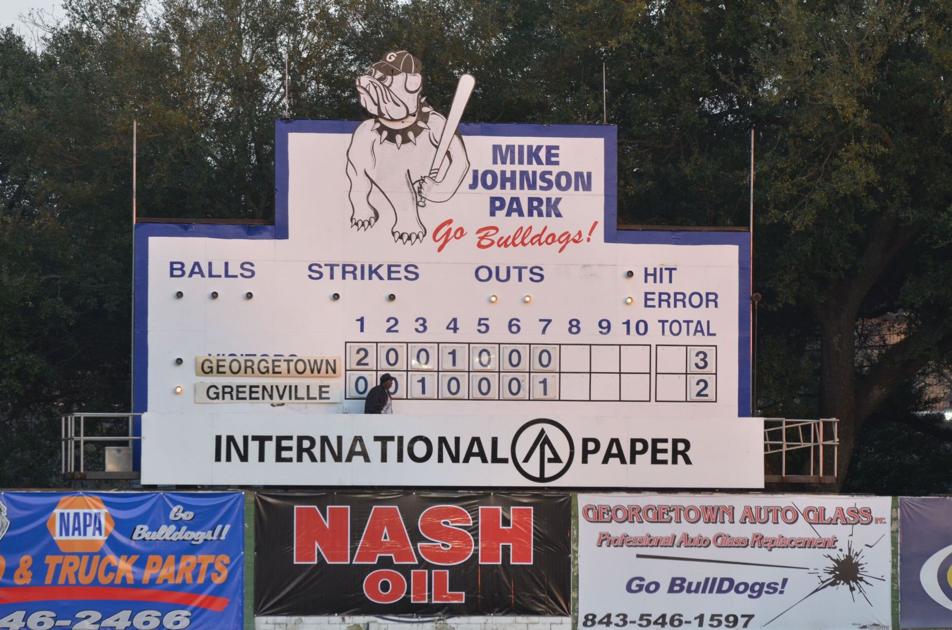 G
MIKE
JOHNSON
PARK
Go Bulldogs!
BALLS STRIKES OUTS HIT
ERROR
1 2 3 4 5 6 7 8 9 10 TOTAL
VISITORS
GEORGETOWN 2 0 0 1 0 0 0 3
GREENVILLE 0 0 1 0 0 0 1 2
INTERNATIONAL PAPER
NAPA
Go
Bulldogs!!
& TRUCK PARTS
46-2466
NASH
OIL
GEORGETOWN AUTO GLASS INC.
Professional Auto Glass Replacement
Go BullDogs!
843-546-1597